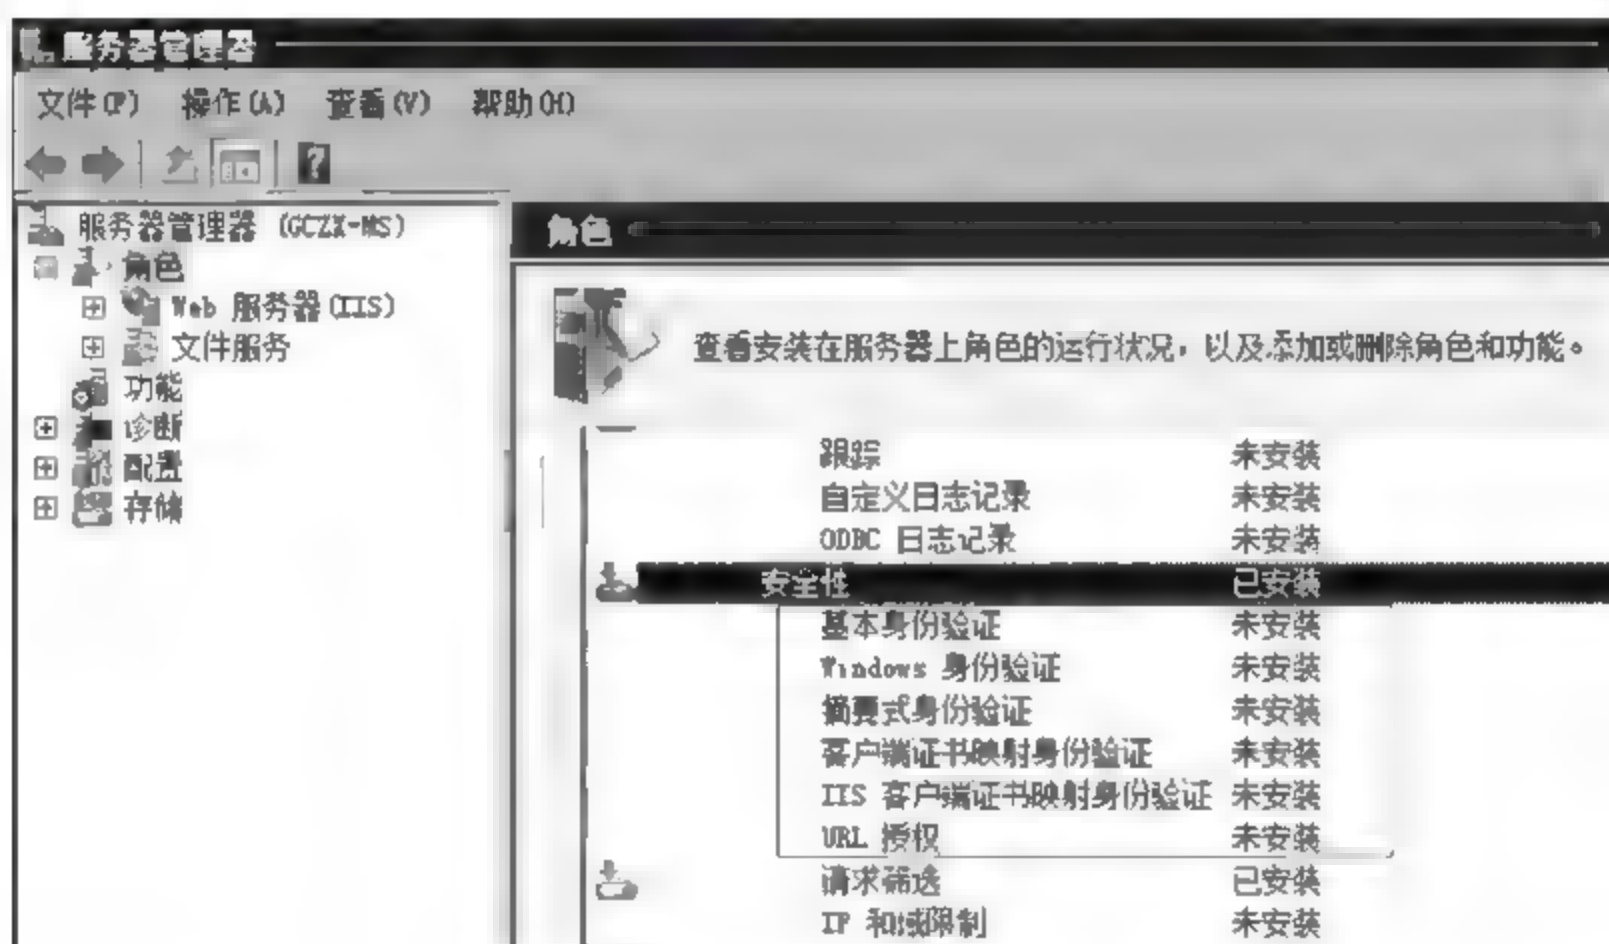 服务器管理器
文件(F) 操作(A) 查看(V) 帮助(H)
服务器管理器 (GCZX-MS)
角色
Web 服务器(IIS)
文件服务
功能
诊断
配置
存储
角色
查看安装在服务器上角色的运行状况，以及添加或删除角色和功能。
跟踪 未安装
自定义日志记录 未安装
ODBC 日志记录 未安装
安全性 已安装
基本身份验证 未安装
Windows 身份验证 未安装
摘要式身份验证 未安装
客户端证书映射身份验证 未安装
IIS 客户端证书映射身份验证 未安装
URL 授权 未安装
请求筛选 已安装
IP 和域限制 未安装